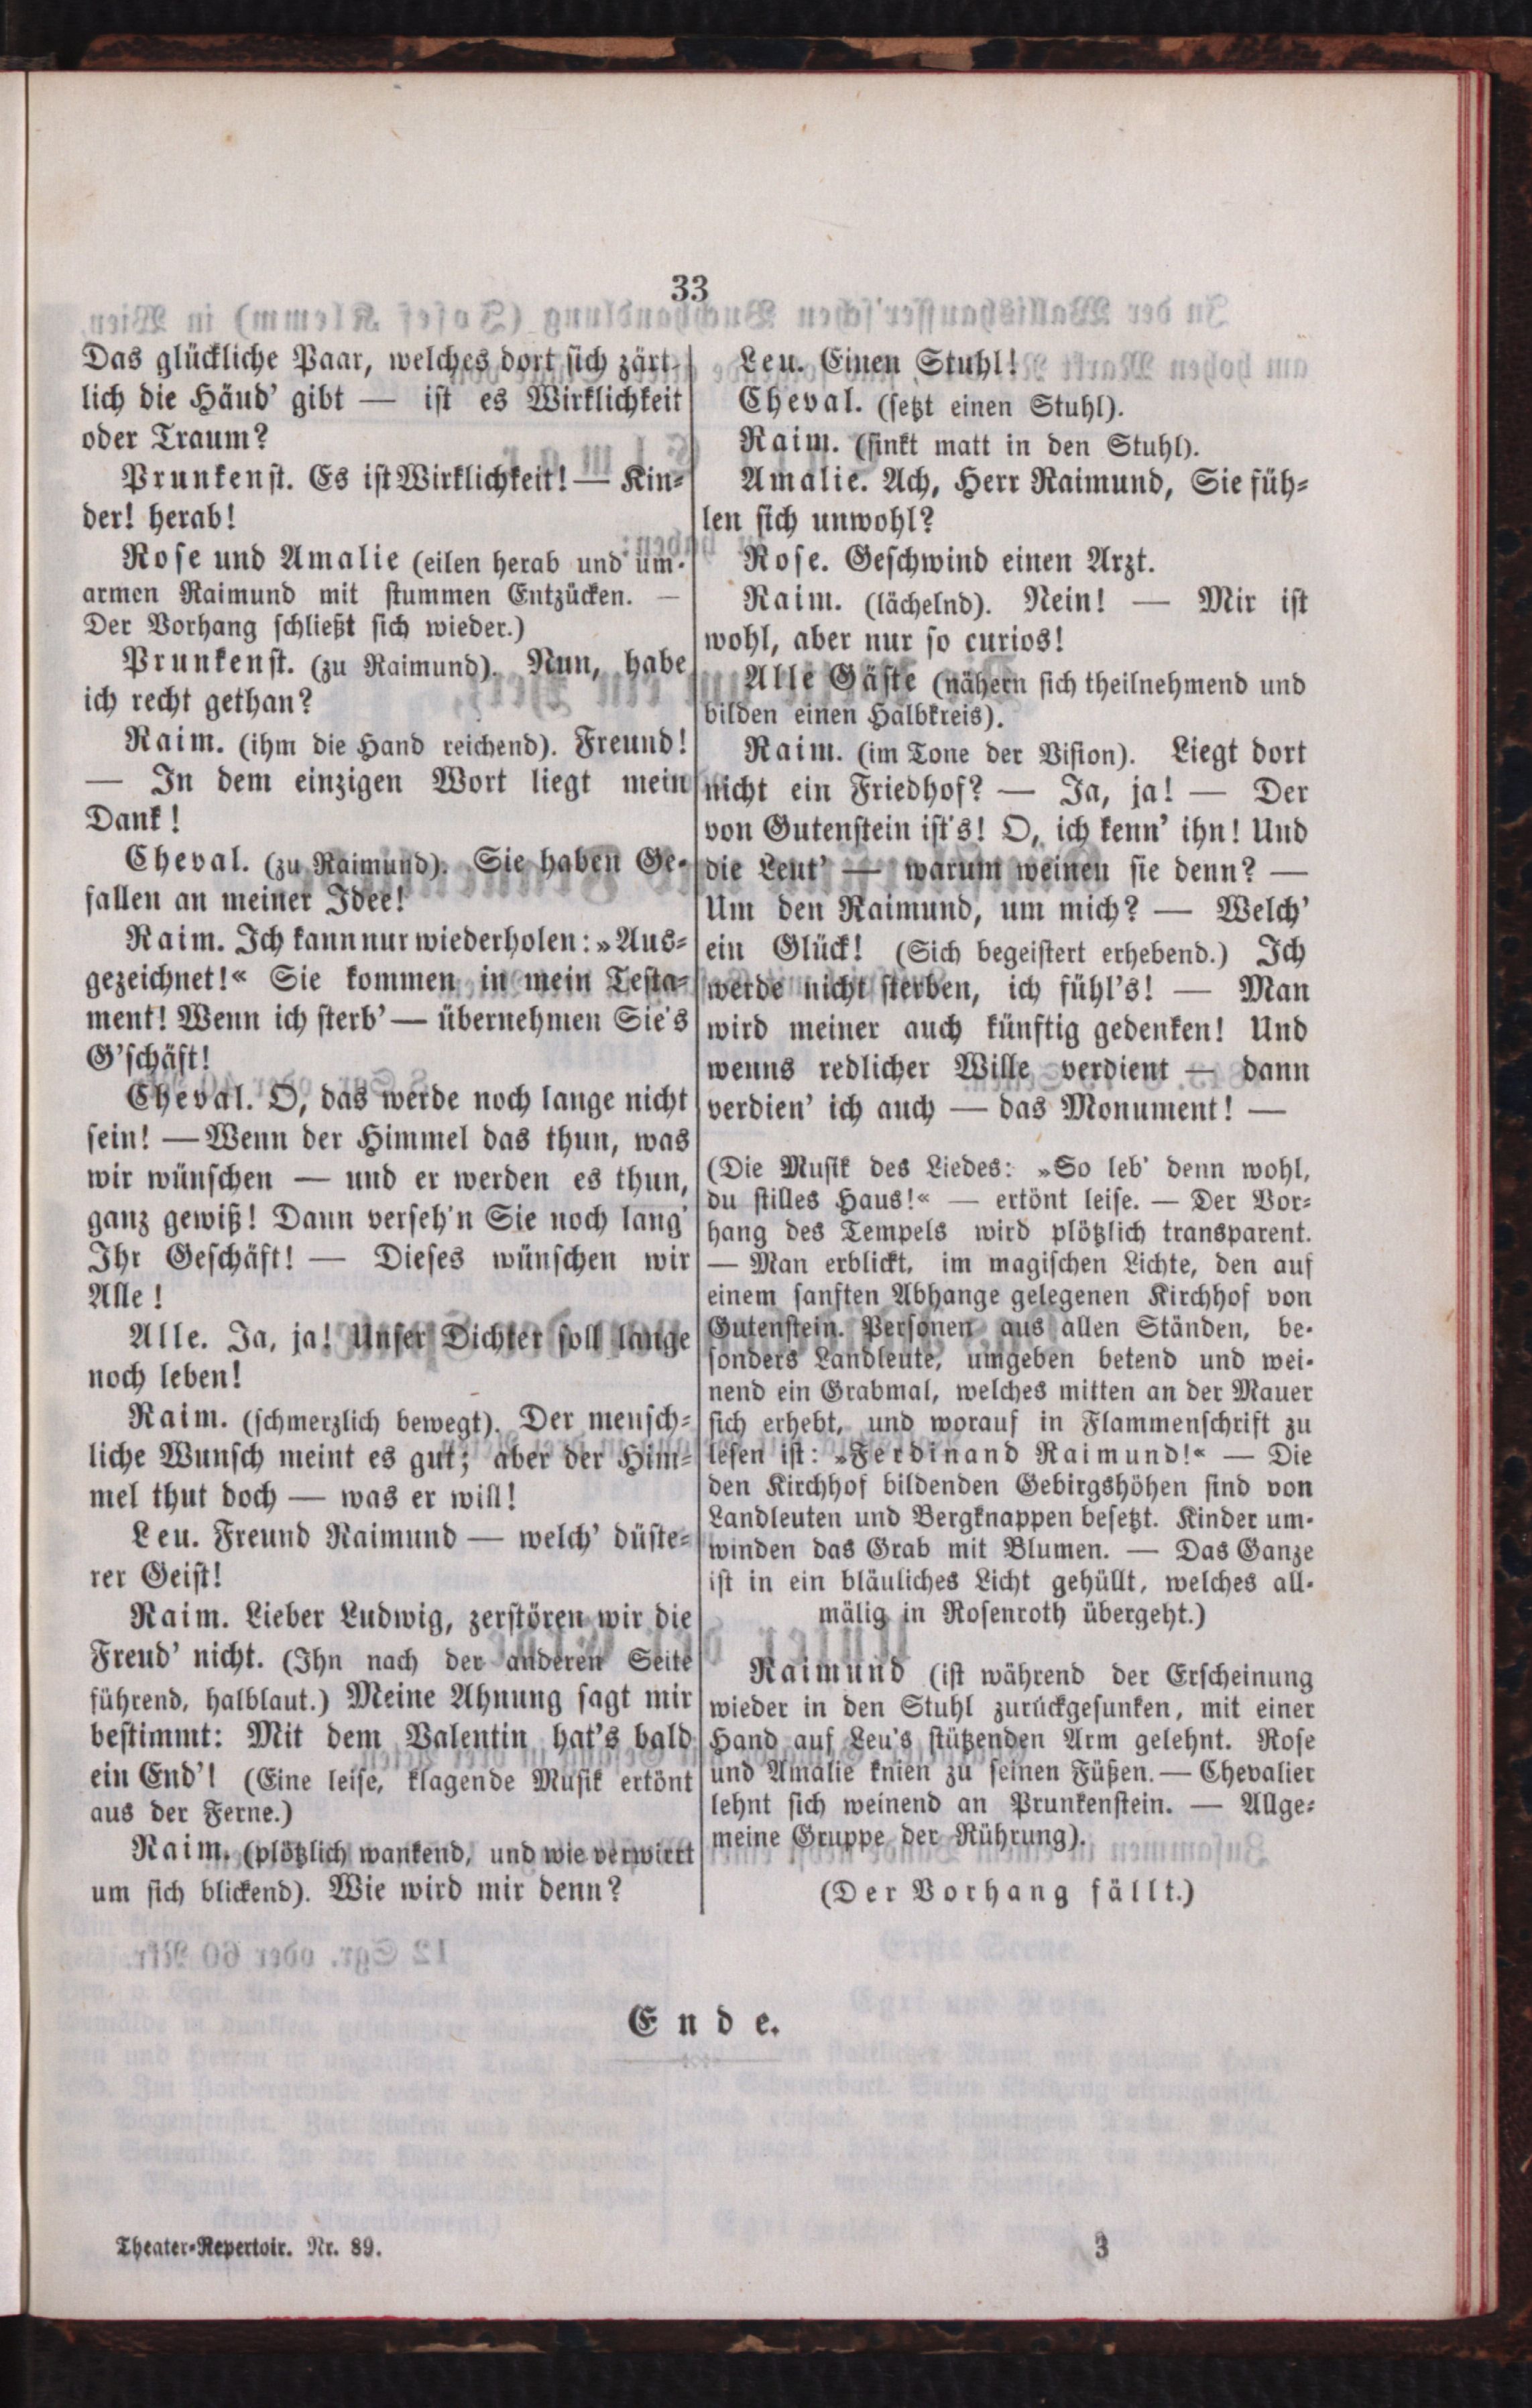 33
Das glückliche Paar, welches dort sich zärt-
lich die Händ' gibt — ist es Wirklichkeit
oder Traum?
Prunkenst. Es ist Wirklichkeit! — Kin-
der! herab!
Rose und Amalie (eilen herab und um-
armen Raimund mit stummen Entzücken. —
Der Vorhang schließt sich wieder.)
Prunkenst. (zu Raimund). Nun, habe
ich recht gethan?
Raim. (ihm die Hand reichend). Freund!
— In dem einzigen Wort liegt mein
Dank!
Cheval. (zu Raimund). Sie haben Ge-
fallen an meiner Idee!
Raim. Ich kann nur wiederholen: »Aus-
gezeichnet!« Sie kommen in mein Testa-
ment! Wenn ich sterb' — übernehmen Sie's
G'schäft!
Cheval. O, das werde noch lange nicht
sein! — Wenn der Himmel das thun, was
wir wünschen — und er werden es thun,
ganz gewiß! Dann verseh'n Sie noch lang'
Ihr Geschäft! — Dieses wünschen wir
Alle!
Alle. Ja, ja! Unser Dichter soll lange
noch leben!
Raim. (schmerzlich bewegt). Der mensch-
liche Wunsch meint es gut; aber der Him-
mel thut doch — was er will!
Leu. Freund Raimund — welch' düste-
rer Geist!
Raim. Lieber Ludwig, zerstören wir die
Freud' nicht. (Ihn nach der anderen Seite
führend, halblaut.) Meine Ahnung sagt mir
bestimmt: Mit dem Valentin hat's bald
ein End'! (Eine leise, klagende Musik ertönt
aus der Ferne.)
Raim. (plötzlich wankend, und wie verwirrt
um sich blickend). Wie wird mir denn?
Leu. Einen Stuhl!
Cheval. (setzt einen Stuhl).
Raim. (sinkt matt in den Stuhl).
Amalie. Ach, Herr Raimund, Sie füh-
len sich unwohl?
Rose. Geschwind einen Arzt.
Raim. (lächelnd). Nein! — Mir ist
wohl, aber nur so curios!
Alle Gäste (nähern sich theilnehmend und
bilden einen Halbkreis).
Raim. (im Tone der Vision). Liegt dort
nicht ein Friedhof? — Ja, ja! — Der
von Gutenstein ist's! O, ich kenn' ihn! Und
die Leut' — warum weinen sie denn? —
Um den Raimund, um mich? — Welch'
ein Glück! (Sich begeistert erhebend.) Ich
werde nicht sterben, ich fühl's! — Man
wird meiner auch künftig gedenken! Und
wenns redlicher Wille verdient — dann
verdien' ich auch — das Monument! —
(Die Musik des Liedes: »So leb' denn wohl,
du stilles Haus!« — ertönt leise. — Der Vor-
hang des Tempels wird plötzlich transparent.
— Man erblickt, im magischen Lichte, den auf
einem sanften Abhange gelegenen Kirchhof von
Gutenstein. Personen aus allen Ständen, be-
sonders Landleute, umgeben betend und wei-
nend ein Grabmal, welches mitten an der Mauer
sich erhebt, und worauf in Flammenschrift zu
lesen ist: »Ferdinand Raimund!« — Die
den Kirchhof bildenden Gebirgshöhen sind von
Landleuten und Bergknappen besetzt. Kinder um-
winden das Grab mit Blumen. — Das Ganze
ist in ein bläuliches Licht gehüllt, welches all-
mälig in Rosenroth übergeht.)
Raimund (ist während der Erscheinung
wieder in den Stuhl zurückgesunken, mit einer
Hand auf Leu's stützenden Arm gelehnt. Rose
und Amalie knien zu seinen Füßen. — Chevalier
lehnt sich weinend an Prunkenstein. — Allge-
meine Gruppe der Rührung).
(Der Vorhang fällt.)
Ende.
Theater-Repertoir. Nr. 89.
3